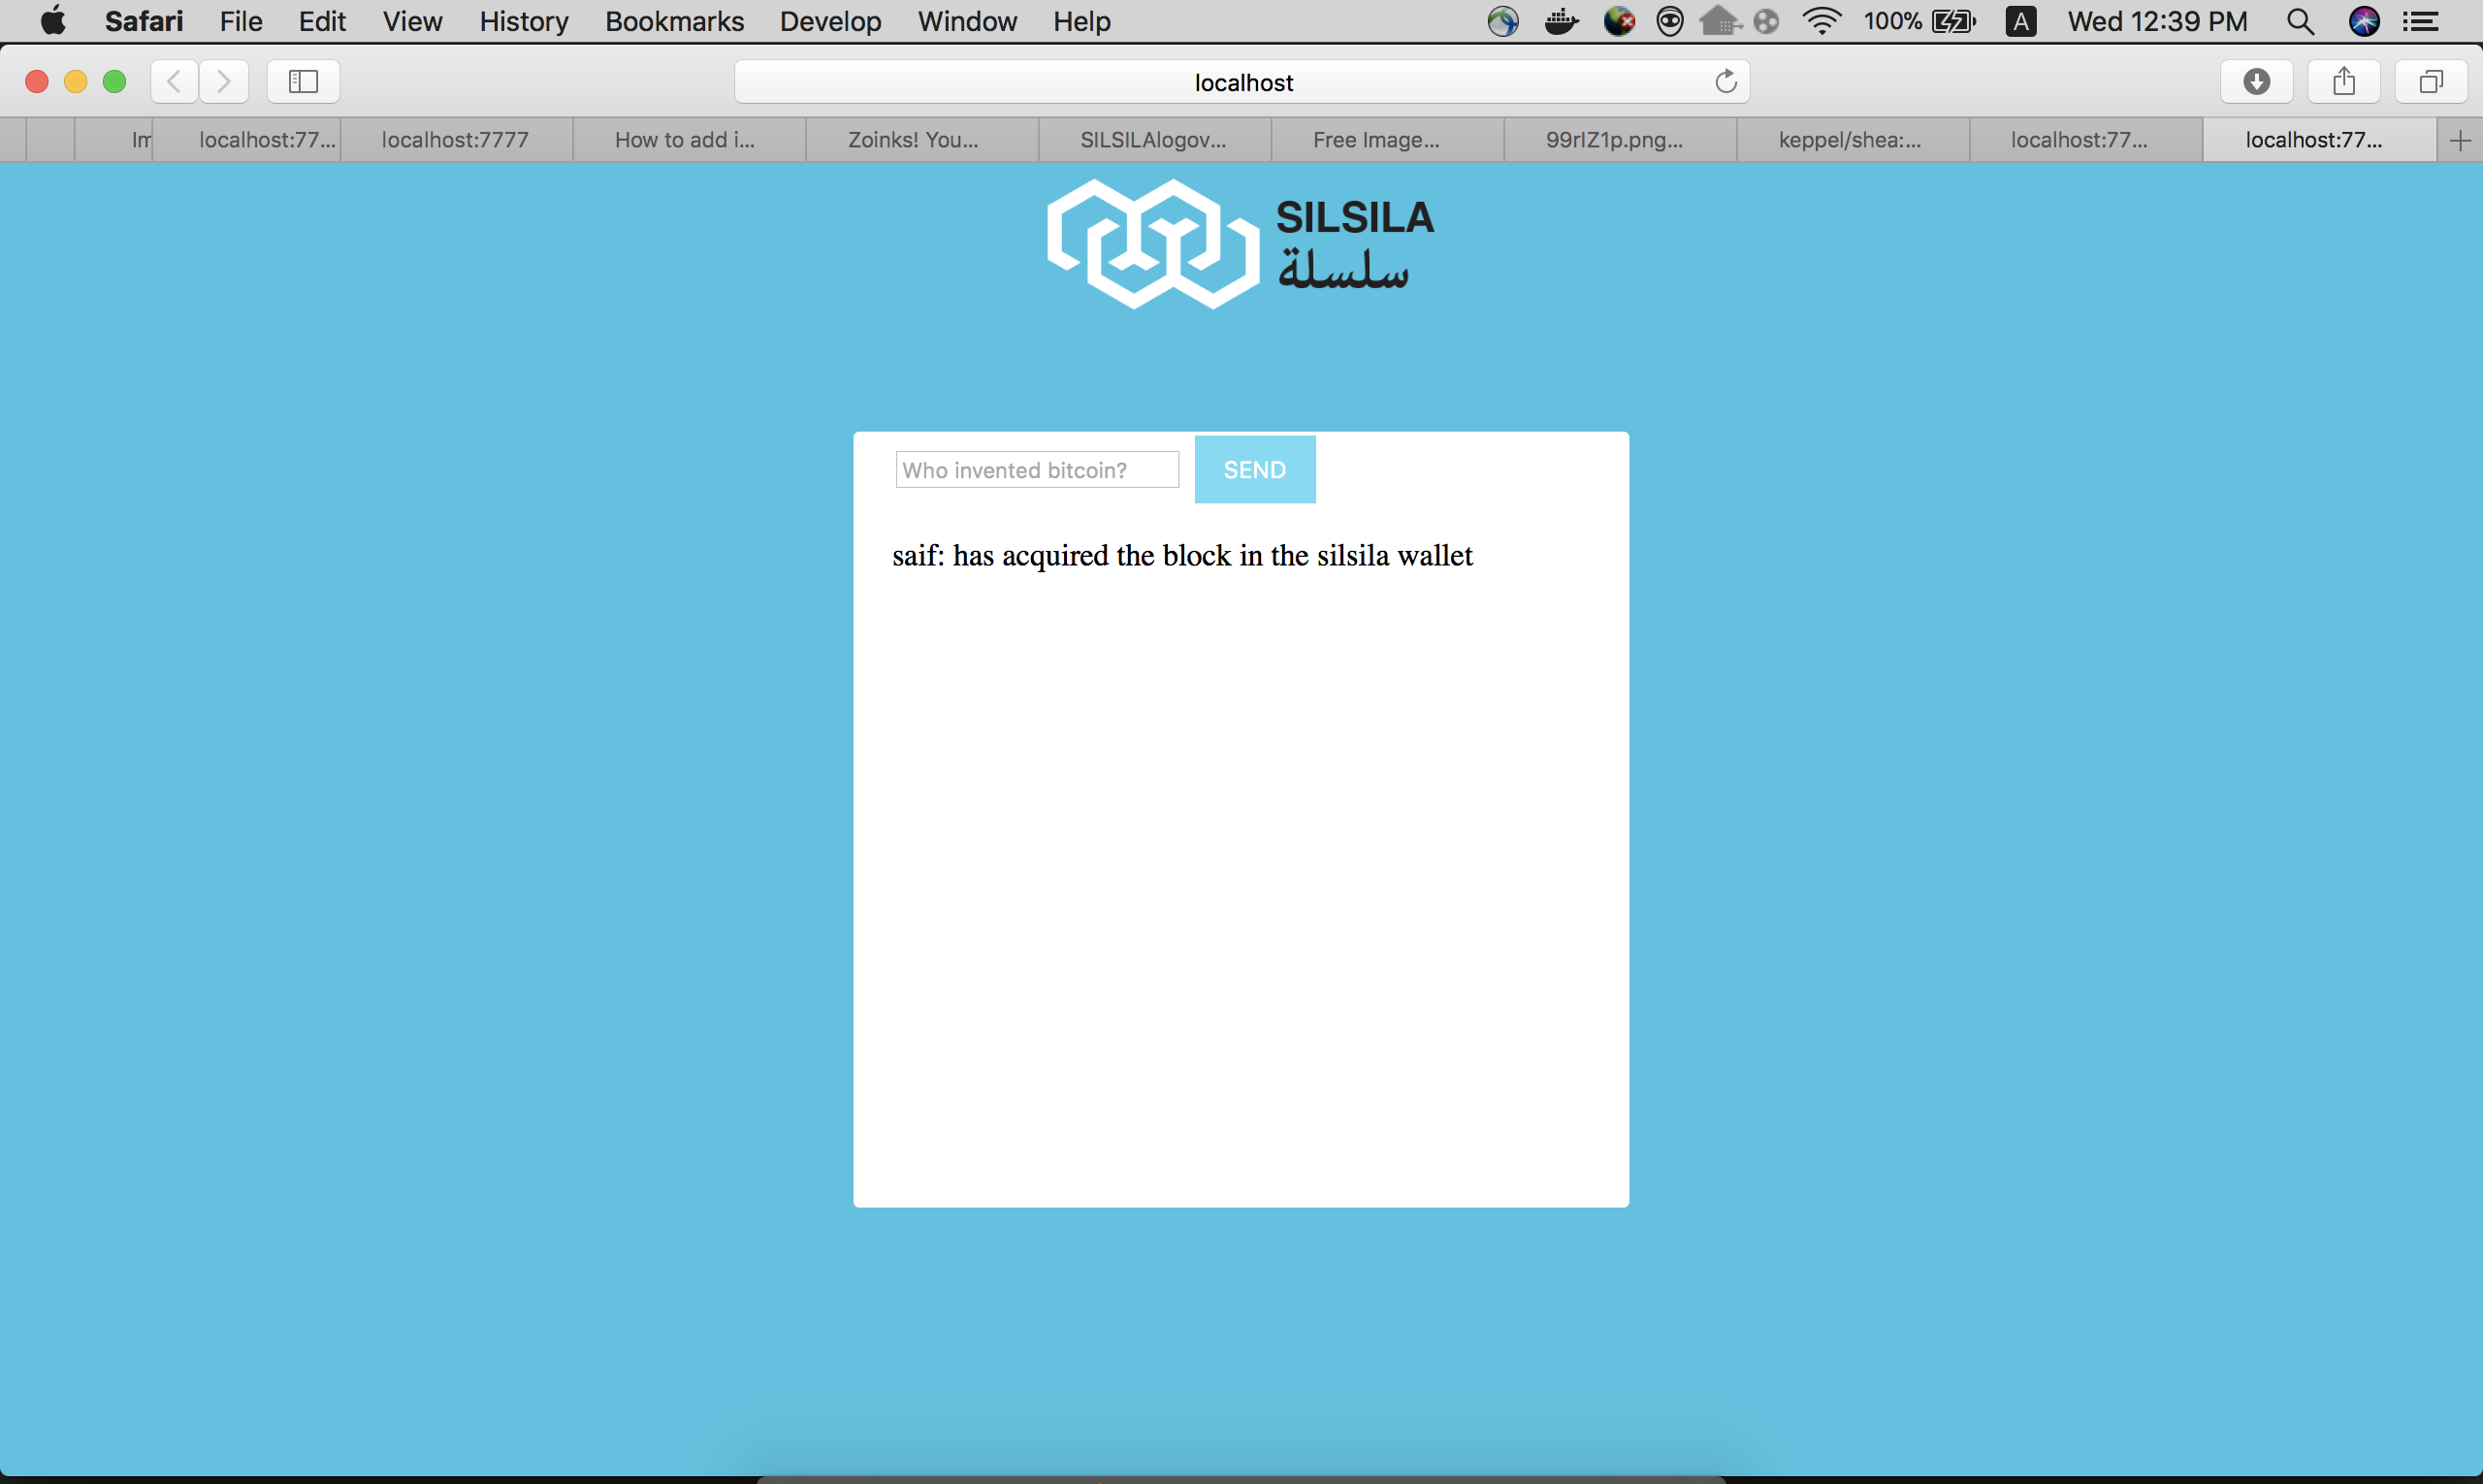 Safari File Edit View History Bookmarks Develop Window Help 100% A Wed 12:39 PM
localhost
Im localhost:77... localhost:7777 How to add i... Zoinks! You... SILSILAlogov... Free Image... 99rIZ1p.png... keppel/shea:... localhost:77... localhost:77...
SILSILA
سلسلة
Who invented bitcoin? SEND
saif: has acquired the block in the silsila wallet